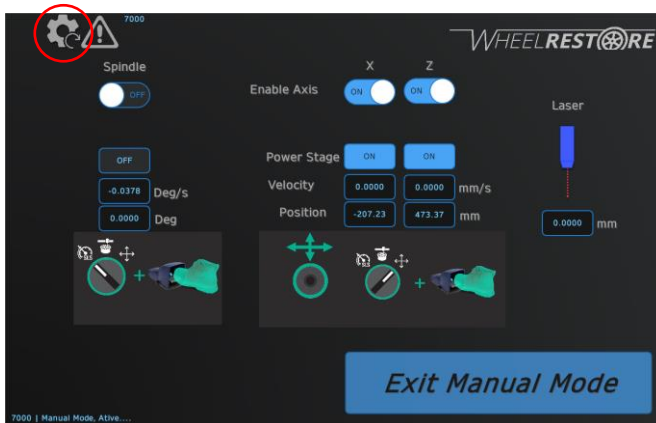 7000
WHEELRESTORE
Spindle
X Z
OFF
Enable Axis ON ON
Laser
OFF
Power Stage ON ON
-0.0378 Deg/s
Velocity 0.0000 0.0000 mm/s
0.0000 Deg
Position -207.23 473.37 mm
0.0000 mm
SLS
SLS
+
+
Exit Manual Mode
7000 | Manual Mode, Ative....